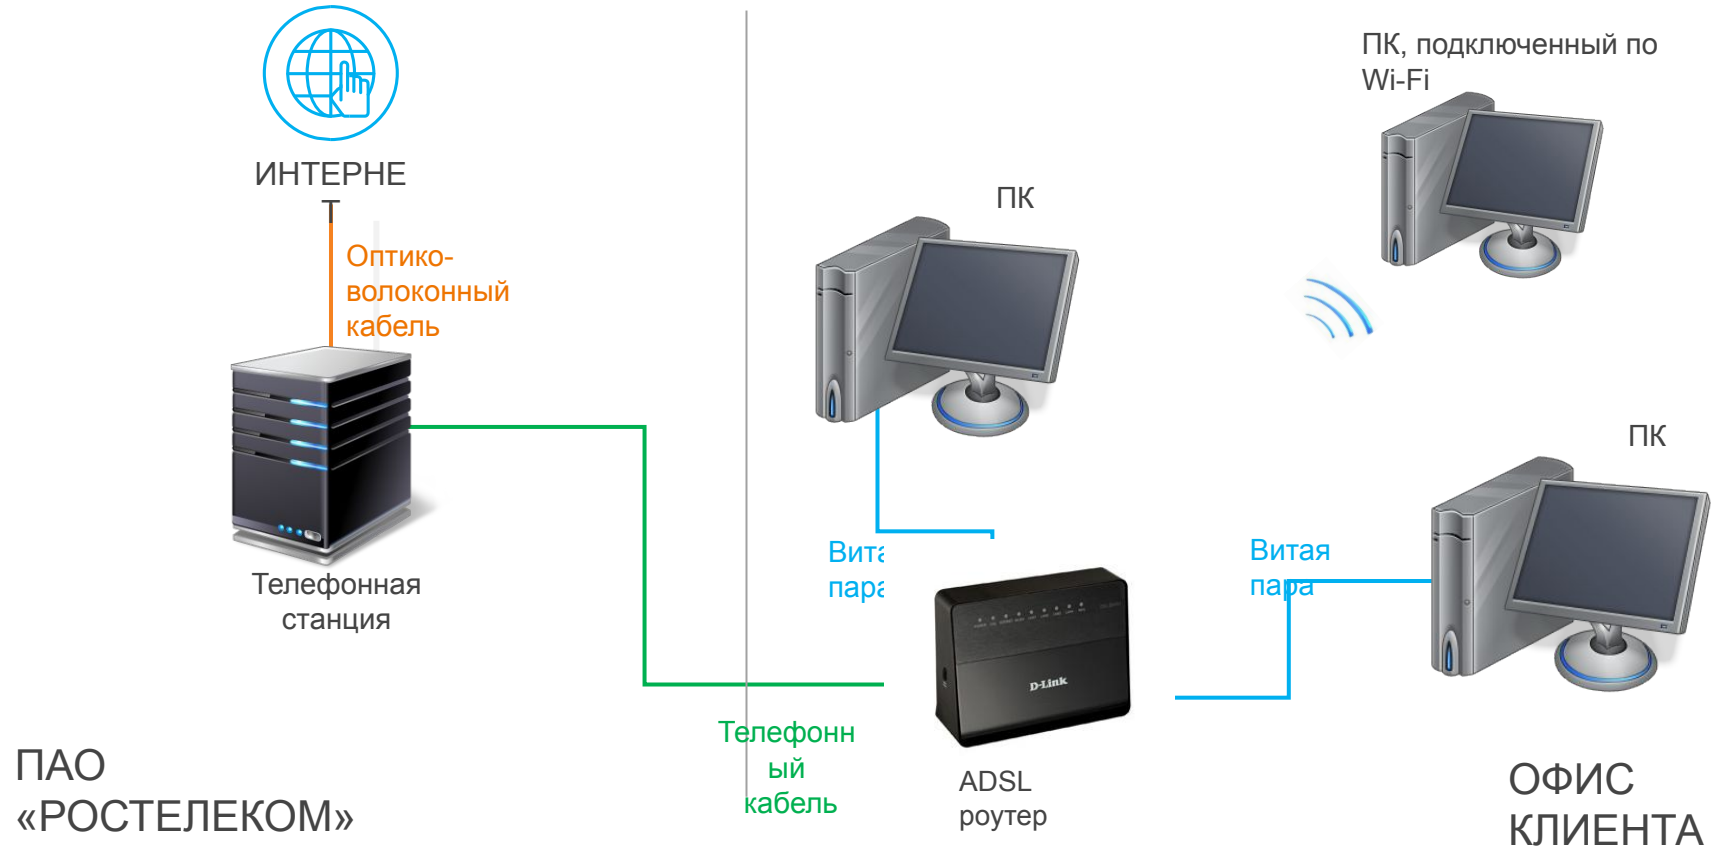 ИНТЕРНЕ
Т
Оптико-
волоконный
кабель
Телефонная
станция
ПАО
«РОСТЕЛЕКОМ»
ПК
ПК, подключенный по
Wi-Fi
ПК
Вита
пара
Витая
пара
D-Link
Телефонн
ый
кабель
ADSL
роутер
ОФИС
КЛИЕНТА